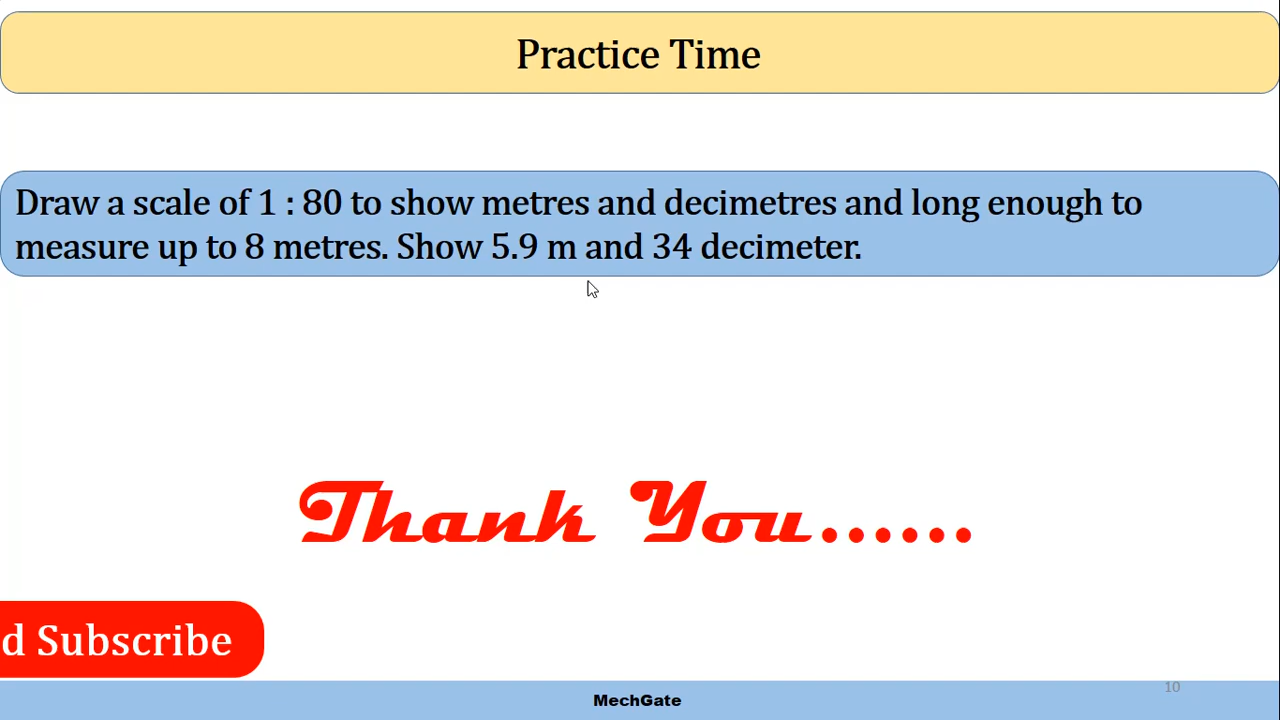 Practice Time
Draw a scale of 1 : 80 to show metres and decimetres and long enough to
measure up to 8 metres. Show 5.9 m and 34 decimeter.
Thank You......
d Subscribe
10
MechGate